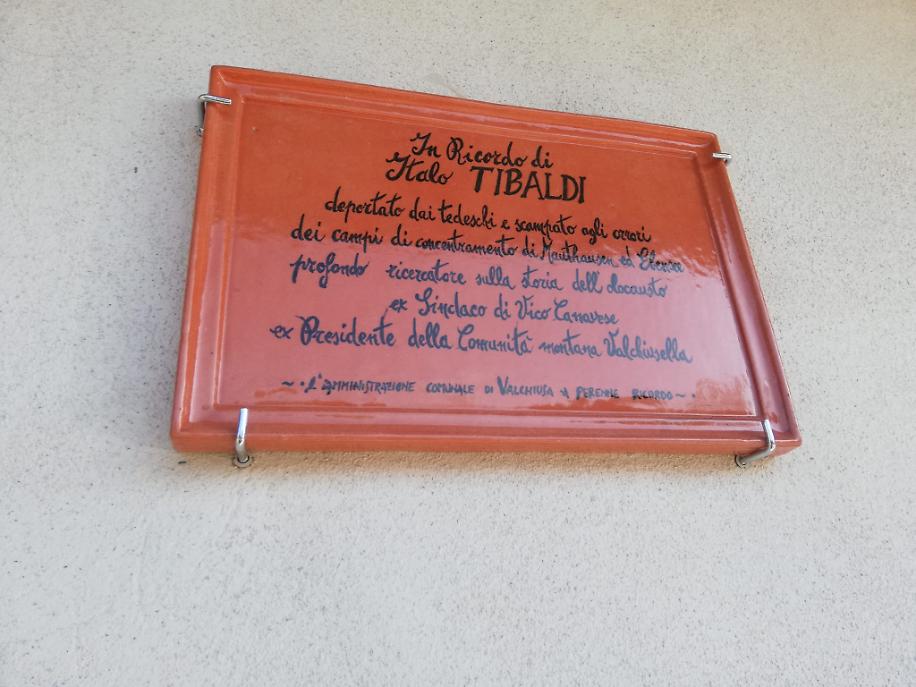 In Ricordo di
Italo TIBALDI
deportato dai tedeschi e scampato agli orrori
dei campi di concentramento di Mauthausen ed Ebensee
profondo ricercatore sulla storia dell'olocausto
ex Sindaco di Vico Canavese
ex Presidente della Comunità montana Valchiusella
~ · L'AMMINISTRAZIONE COMUNALE DI VALCHIUSA A PERENNE RICORDO ~ ·